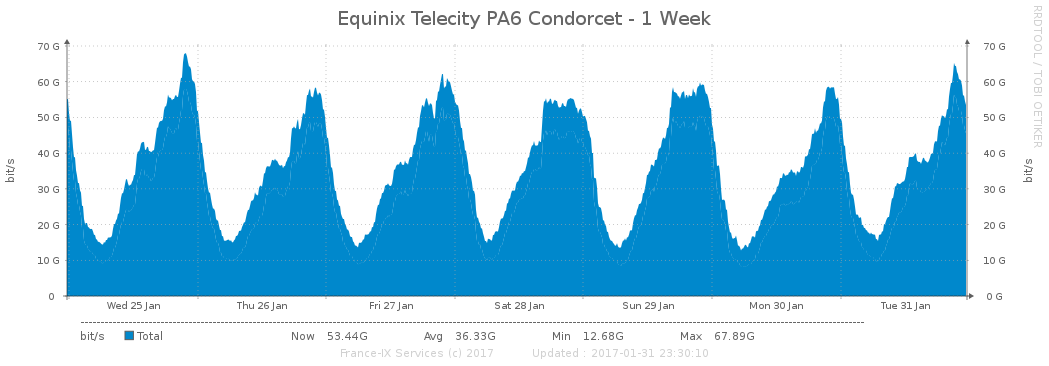 Equinix Telecity PA6 Condorcet - 1 Week
RRDTOOL / TOBI OETIKER
bit/s
70 G
60 G
50 G
40 G
30 G
20 G
10 G
0
70 G
60 G
50 G
40 G
30 G
20 G
10 G
0 G
bit/s
Wed 25 Jan Thu 26 Jan Fri 27 Jan Sat 28 Jan Sun 29 Jan Mon 30 Jan Tue 31 Jan
bit/s Total Now 53.44G Avg 36.33G Min 12.68G Max 67.89G
France-IX Services (c) 2017 Updated : 2017-01-31 23:30:10